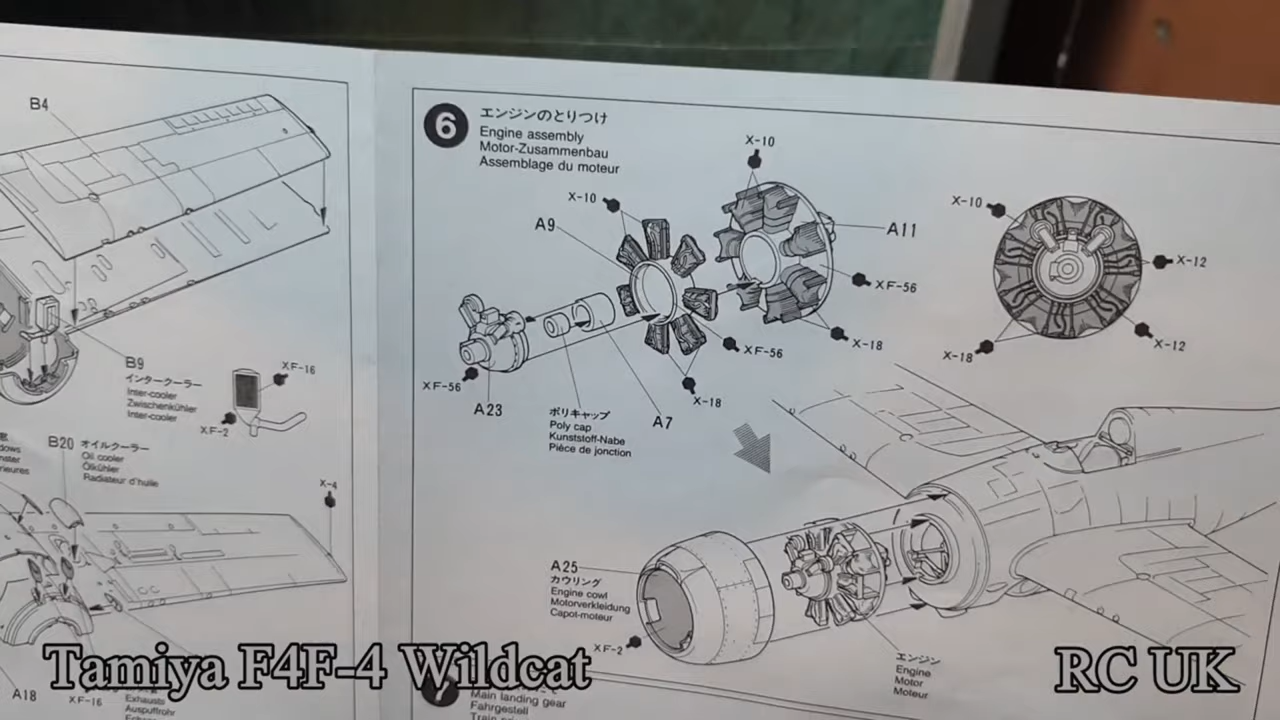 B4
B9
インタークーラー
Inter-cooler
Zwischenkühler
Inter-cooler
XF-16
XF-2
B20
オイルクーラー
Oil cooler
Ölkühler
Radiateur d'huile
X-4
A18
XF-16
Exhausts
Auspuffrohr
6
エンジンのとりつけ
Engine assembly
Motor-Zusammenbau
Assemblage du moteur
X-10
X-10
A9
A11
XF-56
X-18
XF-56
X-18
XF-56
A23
ポリキャップ
Poly cap
Kunststoff-Nabe
Pièce de jonction
A7
X-10
X-12
X-12
X-18
A25
カウリング
Engine cowl
Motorverkleidung
Capot-moteur
XF-2
エンジン
Engine
Motor
Moteur
7
Main landing gear
Fahrgestell
Tamiya F4F-4 Wildcat
RC UK